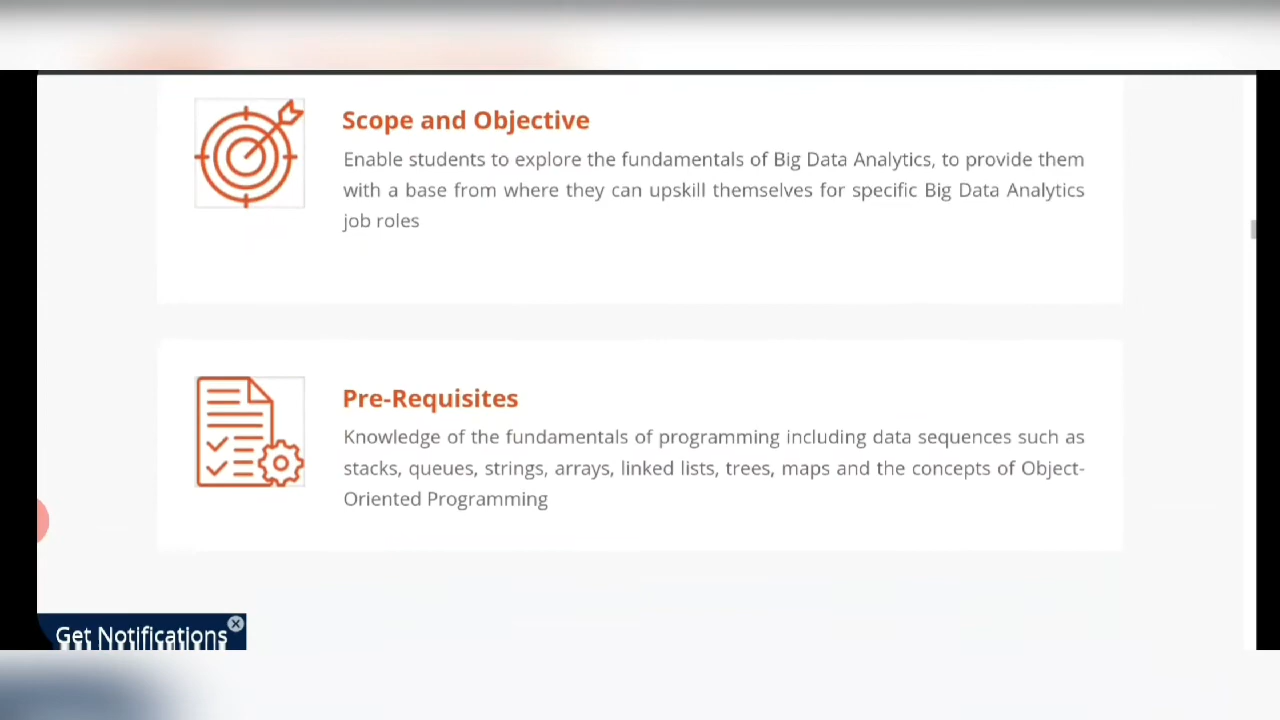 Scope and Objective
Enable students to explore the fundamentals of Big Data Analytics, to provide them
with a base from where they can upskill themselves for specific Big Data Analytics
job roles
Pre-Requisites
Knowledge of the fundamentals of programming including data sequences such as
stacks, queues, strings, arrays, linked lists, trees, maps and the concepts of Object-
Oriented Programming
Get Notifications